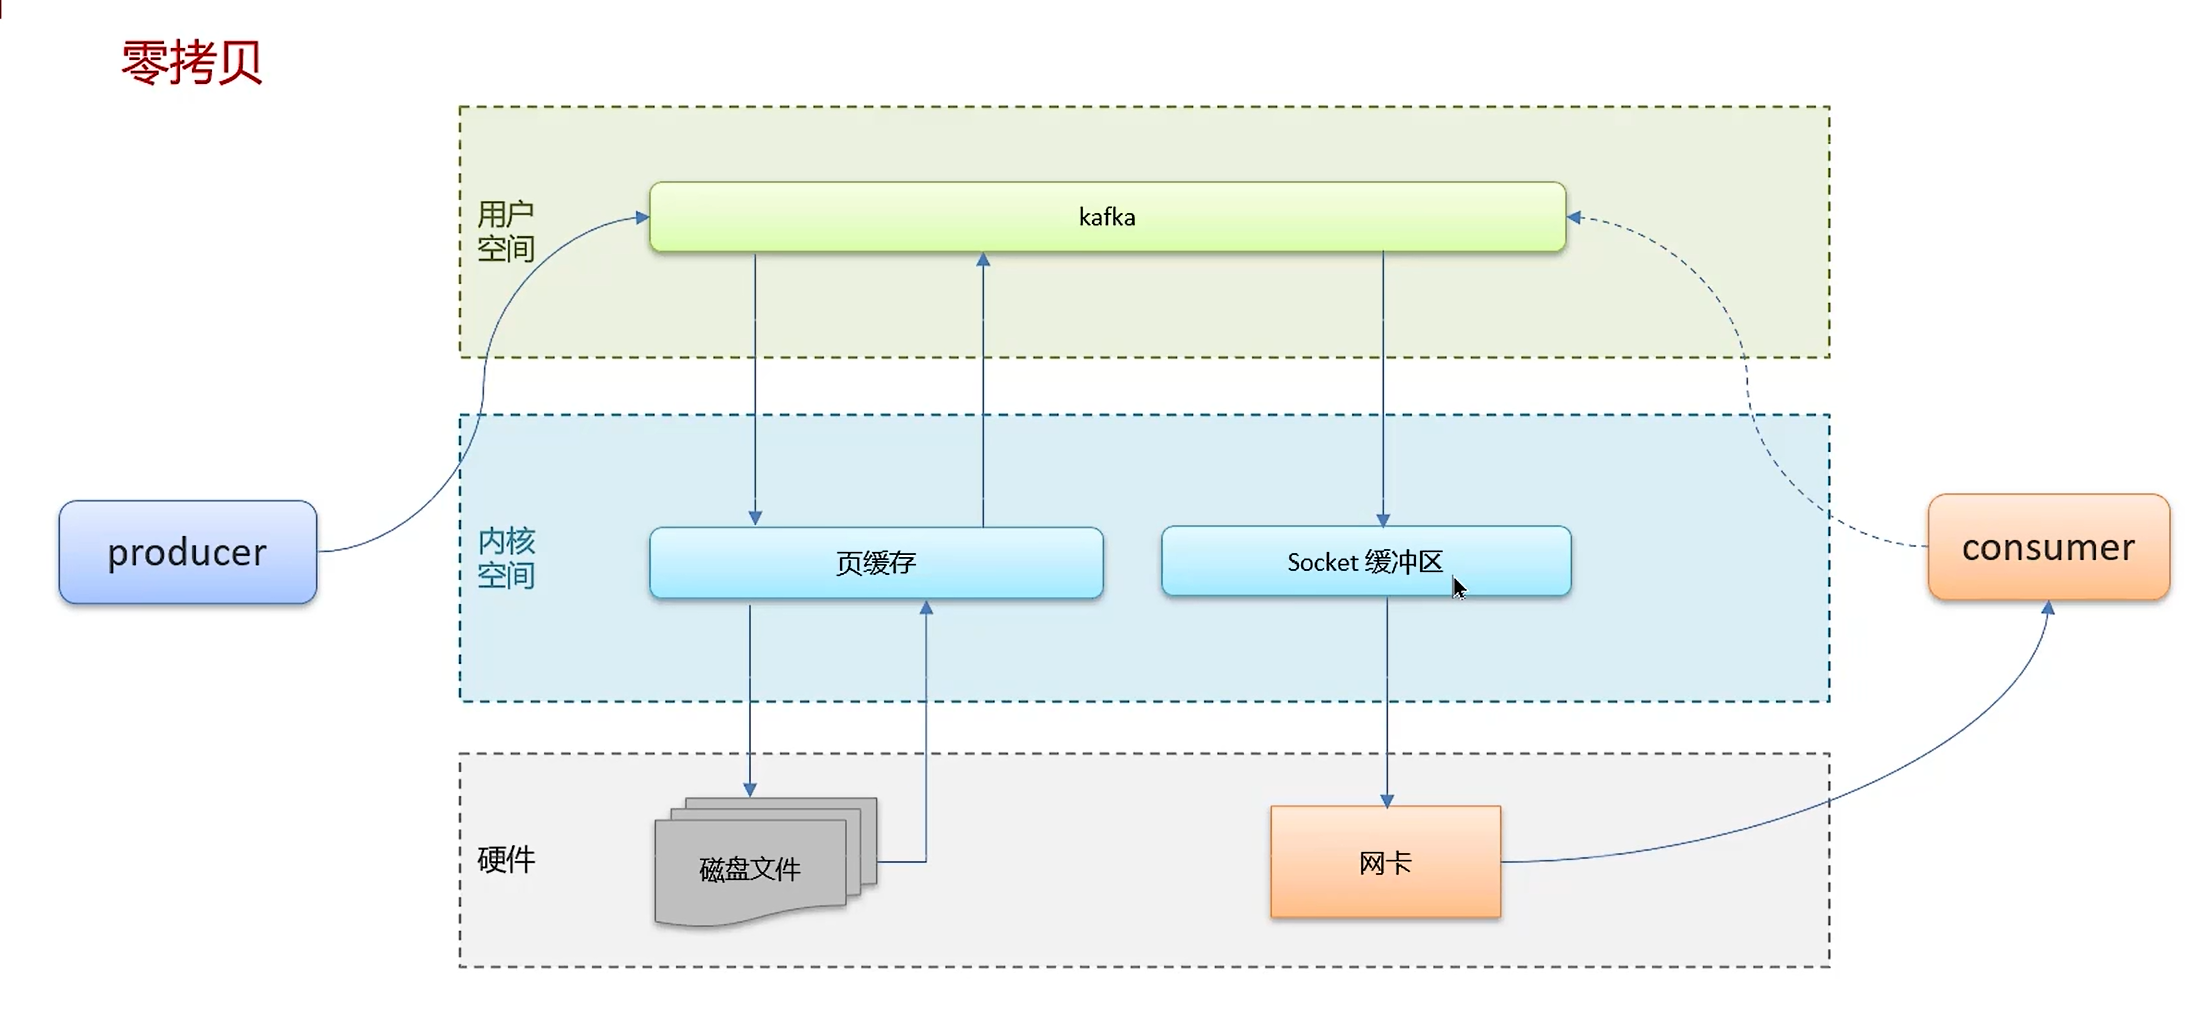 零拷贝
用户
空间
kafka
producer
内核
空间
页缓存
Socket 缓冲区
consumer
硬件
磁盘文件
网卡